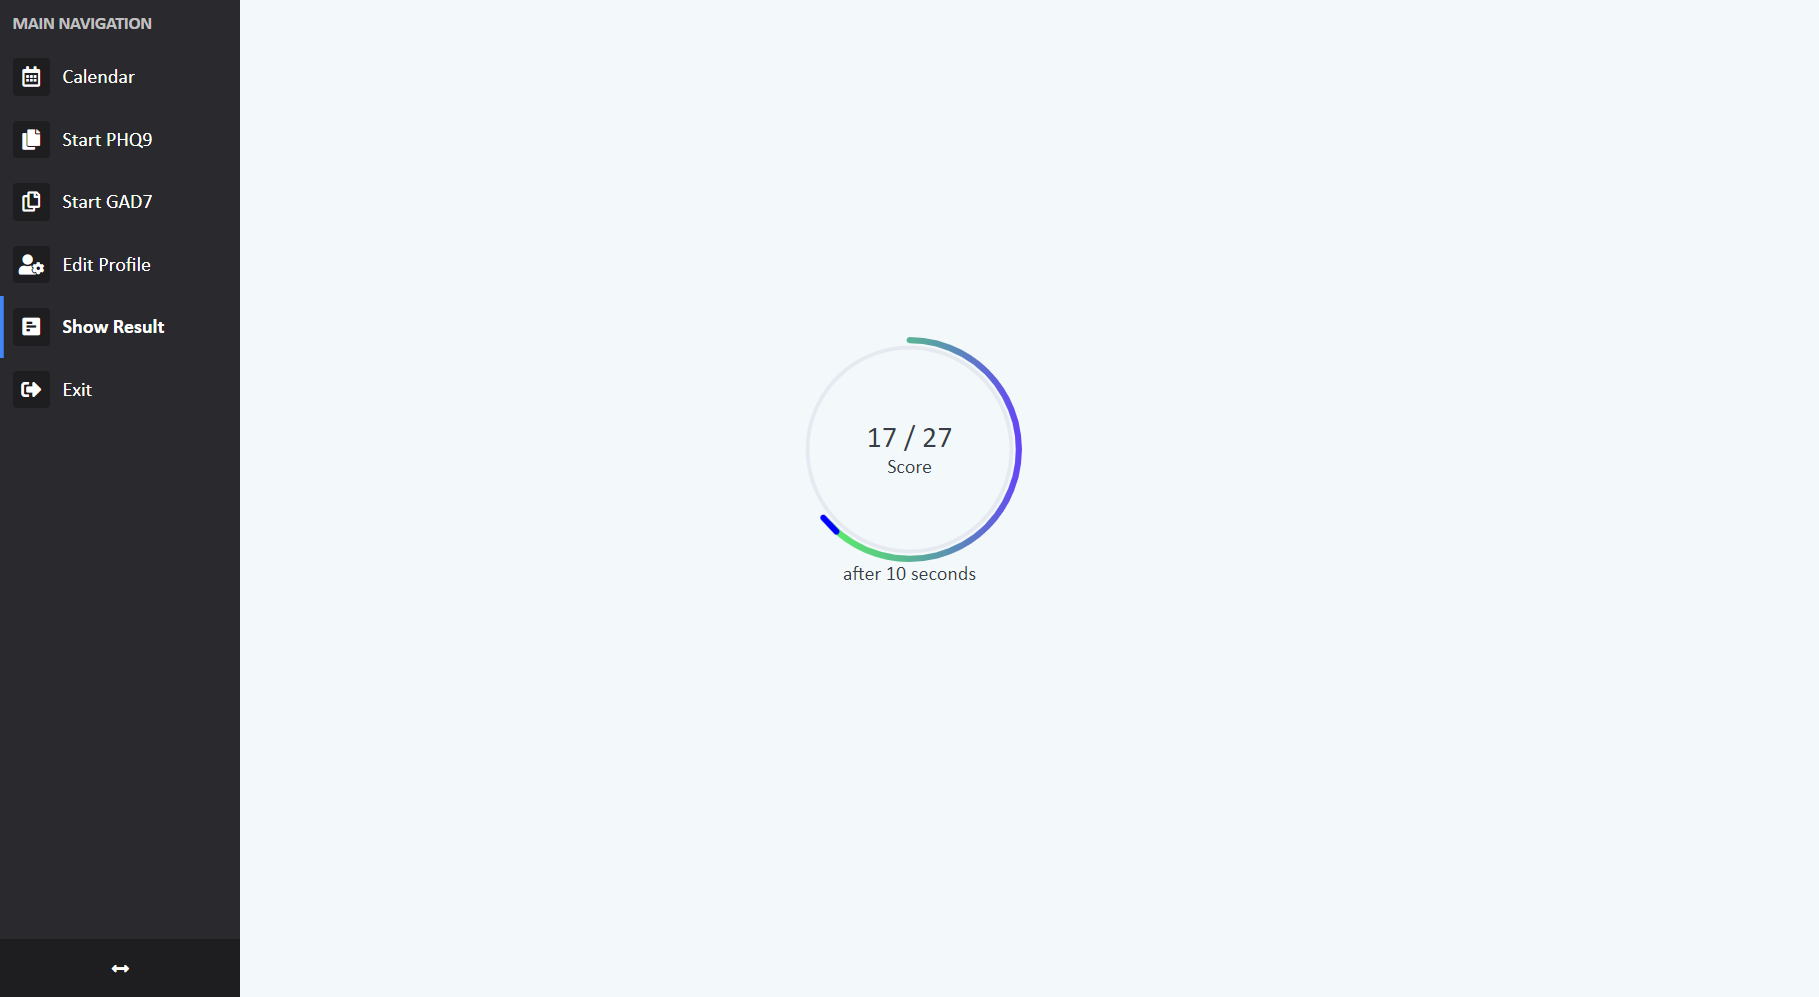 MAIN NAVIGATION
Calendar
Start PHQ9
Start GAD7
Edit Profile
Show Result
Exit
17 / 27
Score
after 10 seconds